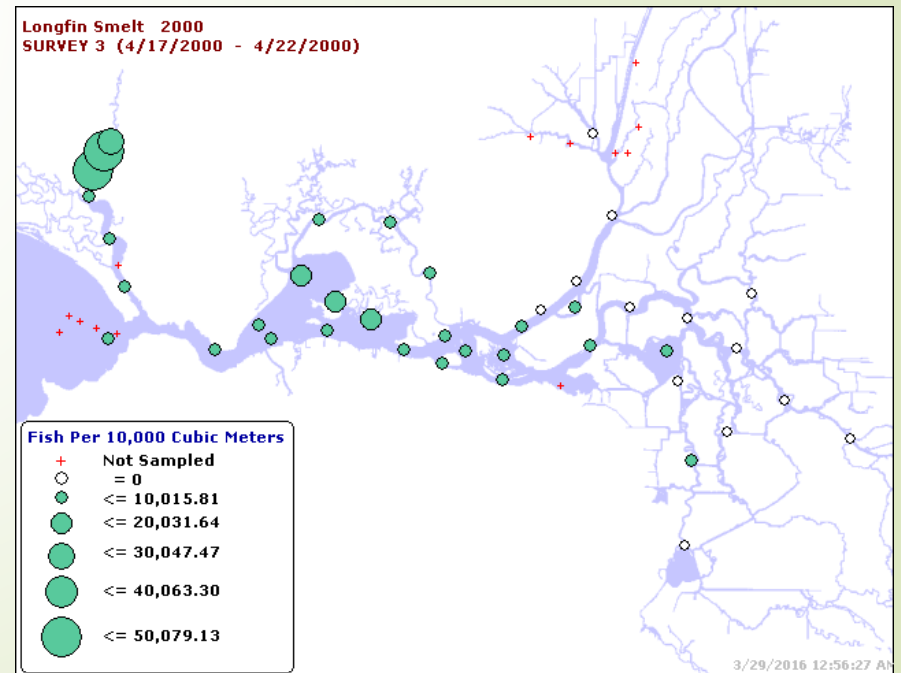 Longfin Smelt 2000
SURVEY 3 (4/17/2000 - 4/22/2000)
Fish Per 10,000 Cubic Meters
Not Sampled
= 0
<= 10,015.81
<= 20,031.64
<= 30,047.47
<= 40,063.30
<= 50,079.13
3/29/2016 12:56:27 AM